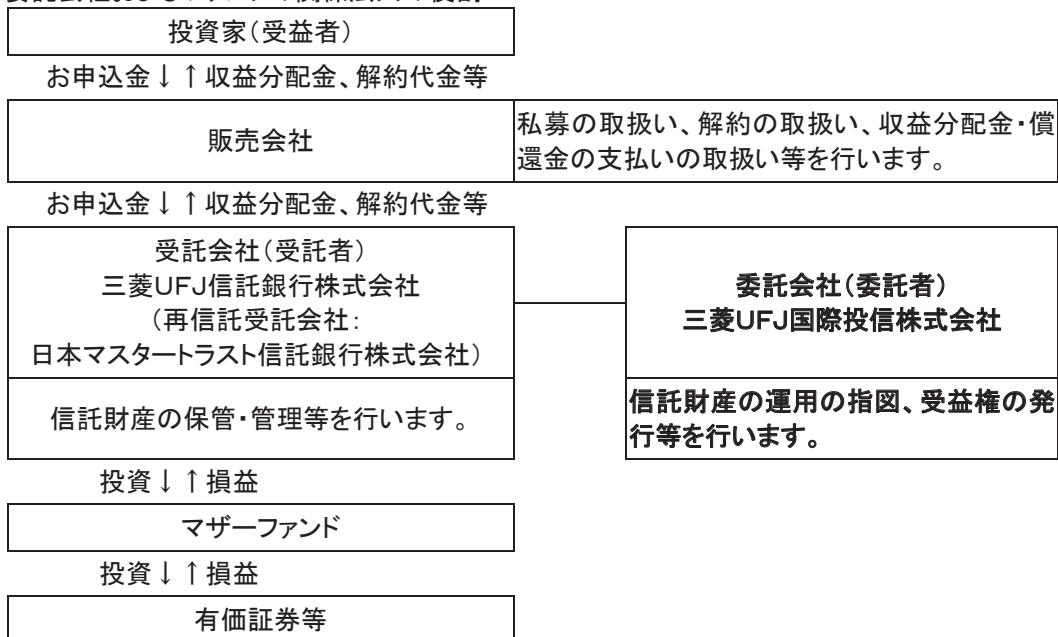 投資家(受益者)
お申込金↓↑収益分配金、解約代金等
販売会社
私募の取扱い、解約の取扱い、収益分配金・償
還金の支払いの取扱い等を行います。
お申込金↓↑収益分配金、解約代金等
受託会社(受託者)
三菱UFJ信託銀行株式会社
(再信託受託会社:
日本マスタートラスト信託銀行株式会社)
委託会社(委託者)
三菱UFJ国際投信株式会社
信託財産の保管・管理等を行います。
信託財産の運用の指図、受益権の発
行等を行います。
投資↓↑損益
マザーファンド
投資↓↑損益
有価証券等